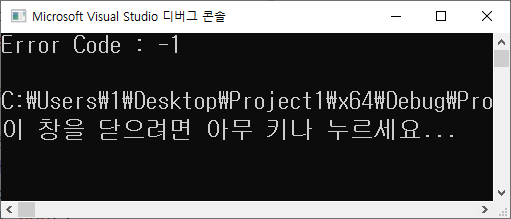 Microsoft Visual Studio 디버그 콘솔
Error Code : -1
C:₩Users₩1₩Desktop₩Project1₩x64₩Debug₩Pro
이 창을 닫으려면 아무 키나 누르세요...